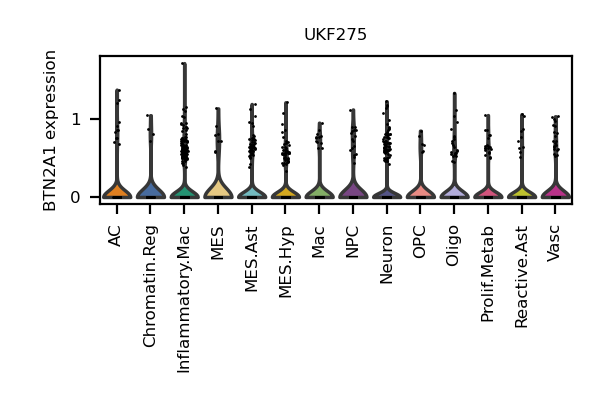 UKF275
BTN2A1 expression
1
0
AC
Chromatin.Reg
Inflammatory.Mac
MES
MES.Ast
MES.Hyp
Mac
NPC
Neuron
OPC
Oligo
Prolif.Metab
Reactive.Ast
Vasc